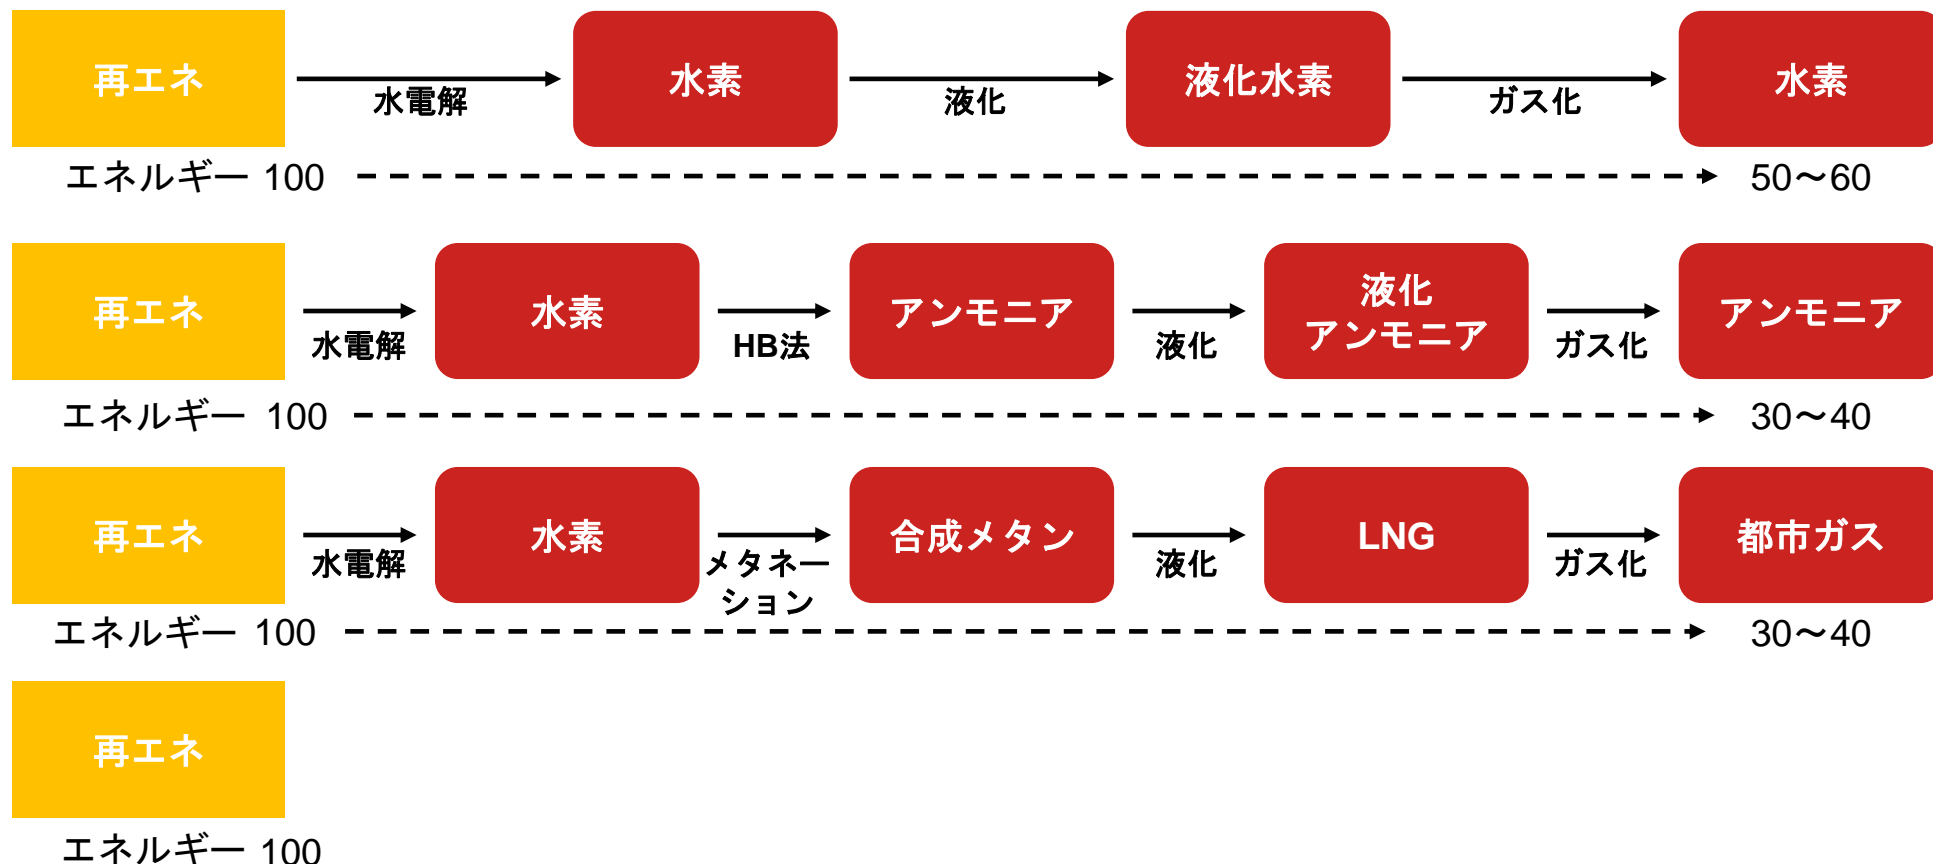 再エネ
水電解
水素
液化
液化水素
ガス化
水素
エネルギー 100
50～60
再エネ
水電解
水素
HB法
アンモニア
液化
液化
アンモニア
ガス化
アンモニア
エネルギー 100
30～40
再エネ
水電解
水素
メタネー
ション
合成メタン
液化
LNG
ガス化
都市ガス
エネルギー 100
30～40
再エネ
エネルギー 100